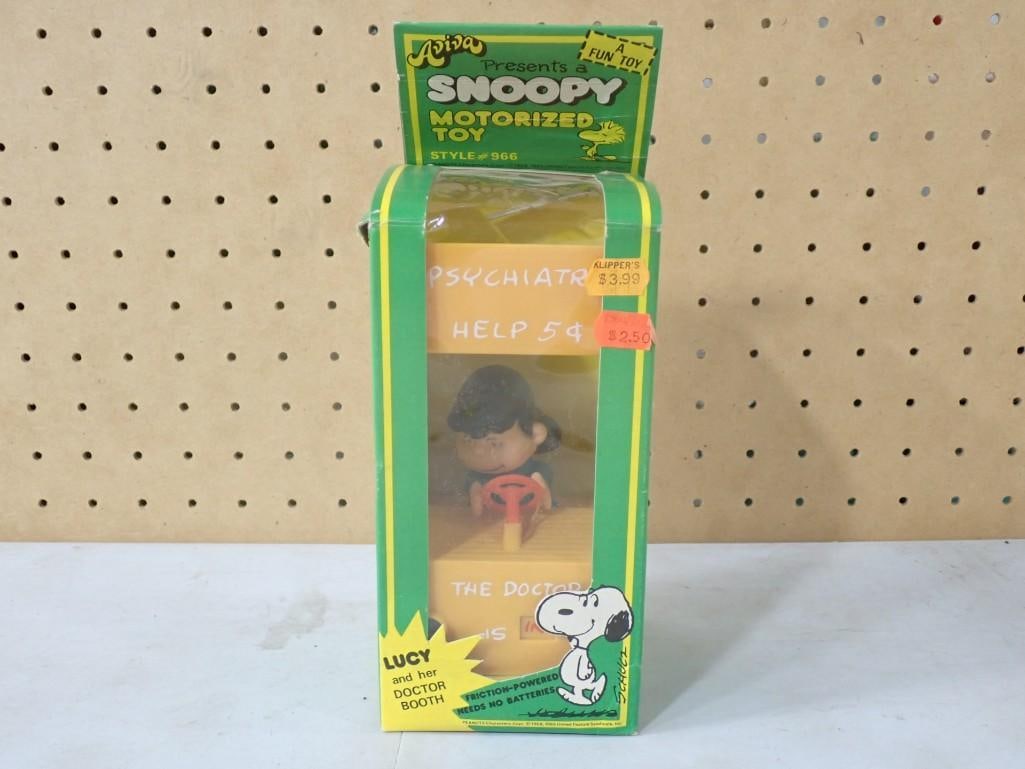 Aviva
A
FUN TOY
Presents a
SNOOPY
MOTORIZED
TOY
STYLE#966
PSYCHIATR
KLIPPER'S
$3.99
HELP 5¢
$2.50
THE DOCTOR
IS
LUCY
and her
DOCTOR
BOOTH
FRICTION-POWERED
NEEDS NO BATTERIES
SCHULZ